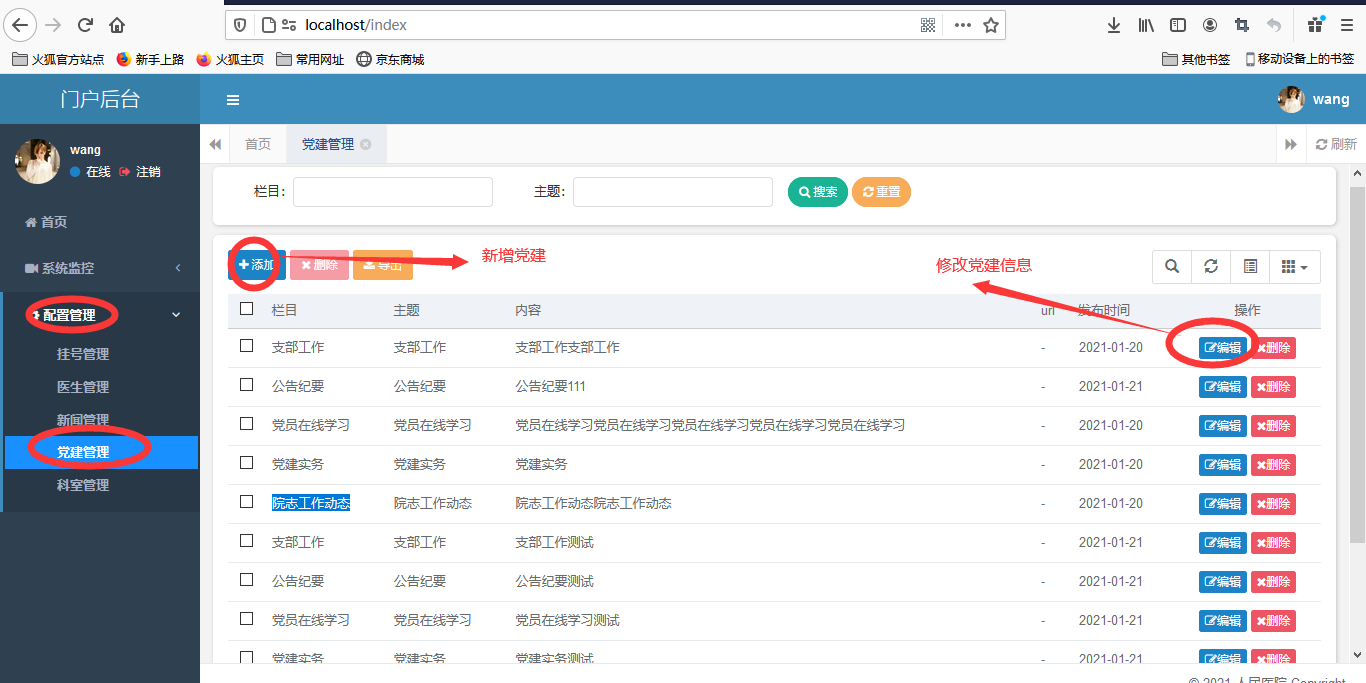 localhost/index
火狐官方站点 新手上路 火狐主页 常用网址 京东商城 其他书签 移动设备上的书签
门户后台 wang
wang
在线 注销
首页 党建管理 刷新
首页
系统监控
配置管理
挂号管理
医生管理
新闻管理
党建管理
科室管理
栏目: 主题: 搜索 重置
添加 删除 导出
新增党建
修改党建信息
栏目 主题 内容 url 发布时间 操作
支部工作 支部工作 支部工作支部工作 - 2021-01-20 编辑 删除
公告纪要 公告纪要 公告纪要111 - 2021-01-21 编辑 删除
党员在线学习 党员在线学习 党员在线学习党员在线学习党员在线学习党员在线学习党员在线学习 - 2021-01-20 编辑 删除
党建实务 党建实务 党建实务 - 2021-01-20 编辑 删除
院志工作动态 院志工作动态 院志工作动态院志工作动态 - 2021-01-20 编辑 删除
支部工作 支部工作 支部工作测试 - 2021-01-21 编辑 删除
公告纪要 公告纪要 公告纪要测试 - 2021-01-21 编辑 删除
党员在线学习 党员在线学习 党员在线学习测试 - 2021-01-21 编辑 删除
党建实务 党建实务 党建实务测试 - 2021-01-21 编辑 删除
© 2021 人民医院 Copyright